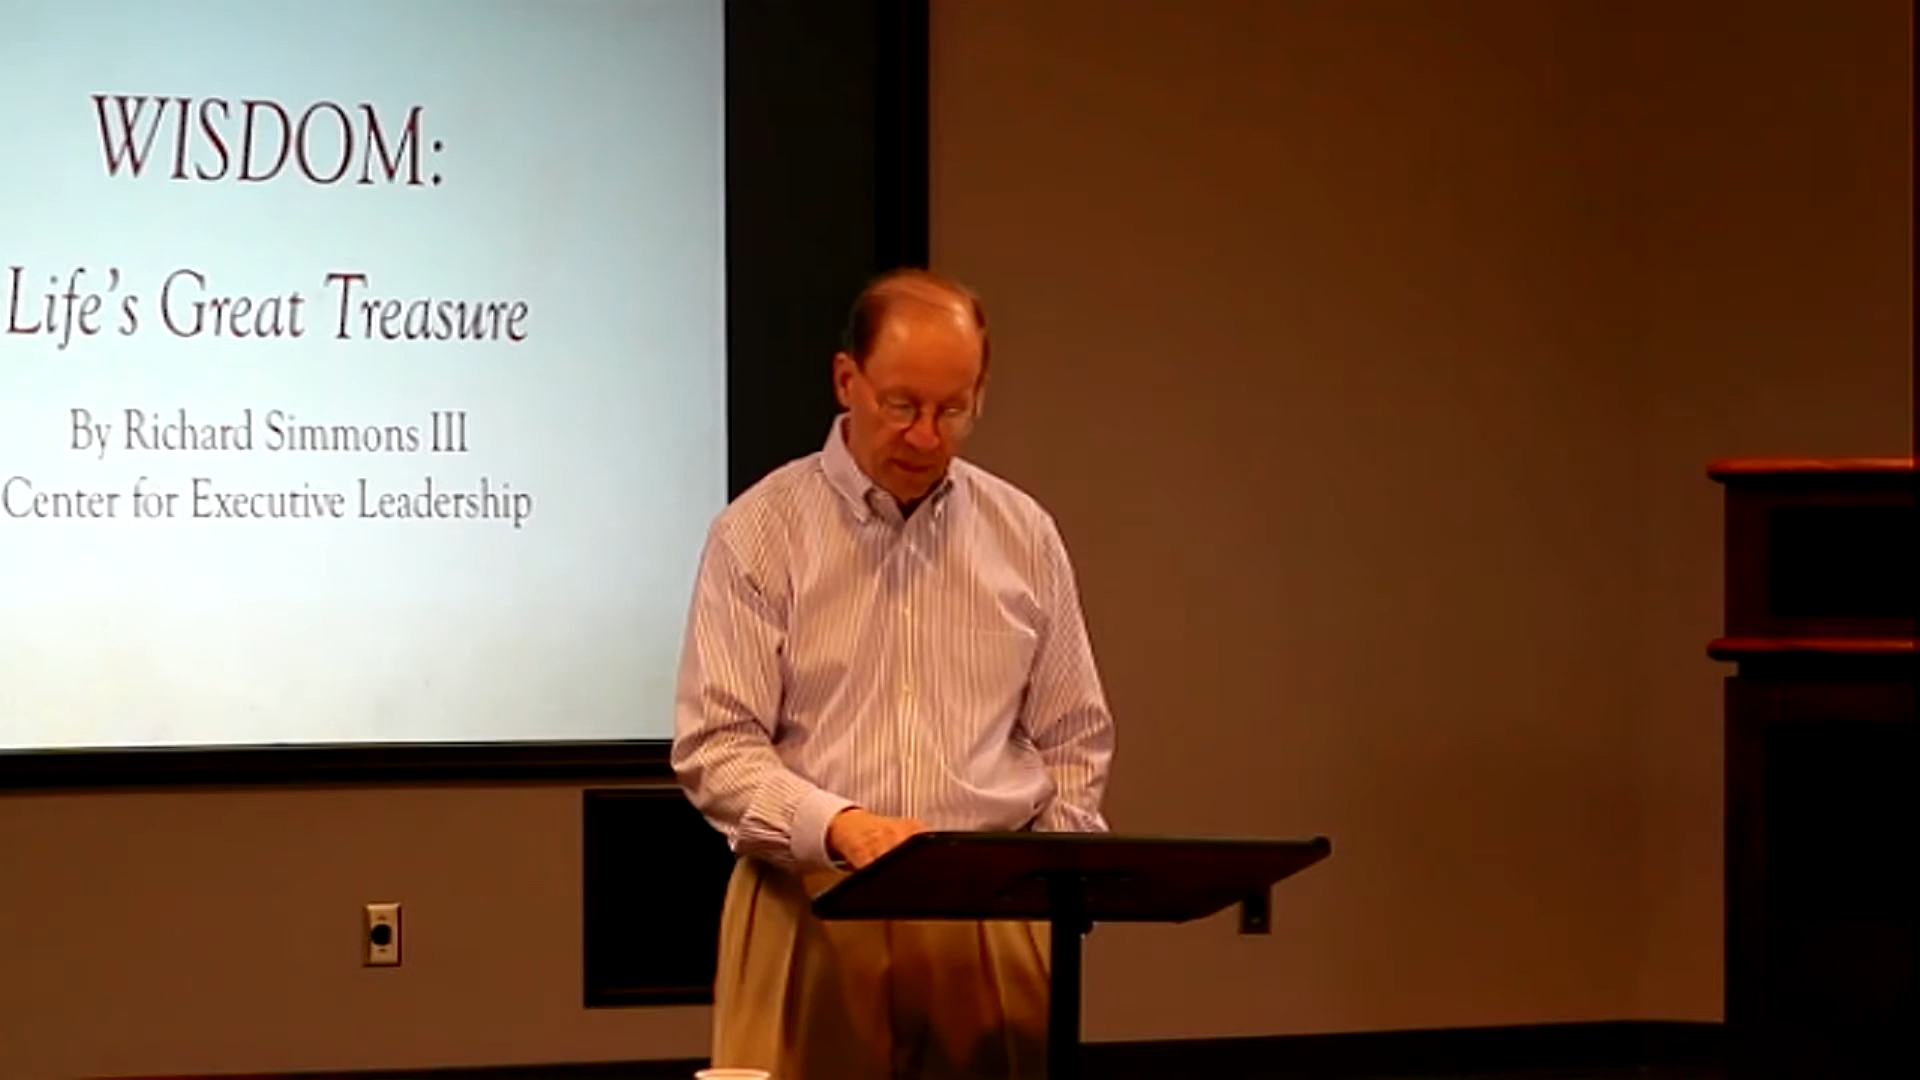 WISDOM:
Life's Great Treasure
By Richard Simmons III
Center for Executive Leadership